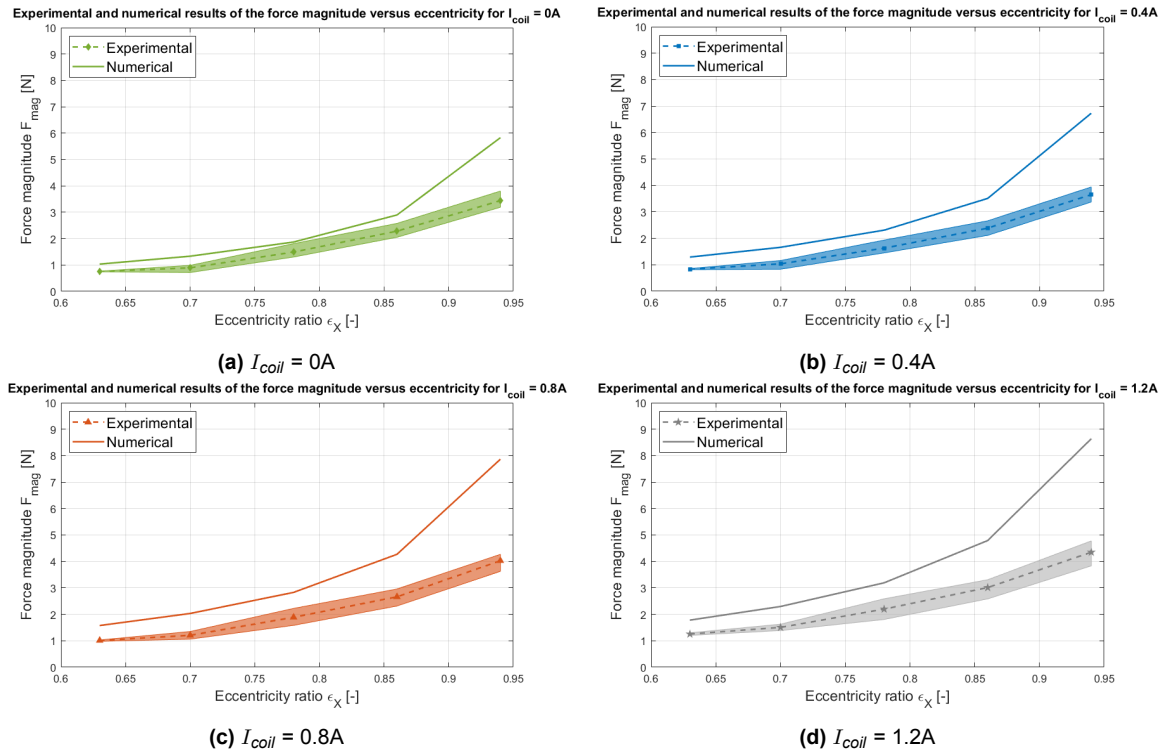 Experimental and numerical results of the force magnitude versus eccentricity for I_coil = 0A
Experimental
Numerical
Force magnitude F_mag [N]
10
9
8
7
6
5
4
3
2
1
0
0.6 0.65 0.7 0.75 0.8 0.85 0.9 0.95
Eccentricity ratio ϵ_X [-]
(a) I_coil = 0A
Experimental and numerical results of the force magnitude versus eccentricity for I_coil = 0.4A
Experimental
Numerical
Force magnitude F_mag [N]
10
9
8
7
6
5
4
3
2
1
0
0.6 0.65 0.7 0.75 0.8 0.85 0.9 0.95
Eccentricity ratio ϵ_X [-]
(b) I_coil = 0.4A
Experimental and numerical results of the force magnitude versus eccentricity for I_coil = 0.8A
Experimental
Numerical
Force magnitude F_mag [N]
10
9
8
7
6
5
4
3
2
1
0
0.6 0.65 0.7 0.75 0.8 0.85 0.9 0.95
Eccentricity ratio ϵ_X [-]
(c) I_coil = 0.8A
Experimental and numerical results of the force magnitude versus eccentricity for I_coil = 1.2A
Experimental
Numerical
Force magnitude F_mag [N]
10
9
8
7
6
5
4
3
2
1
0
0.6 0.65 0.7 0.75 0.8 0.85 0.9 0.95
Eccentricity ratio ϵ_X [-]
(d) I_coil = 1.2A